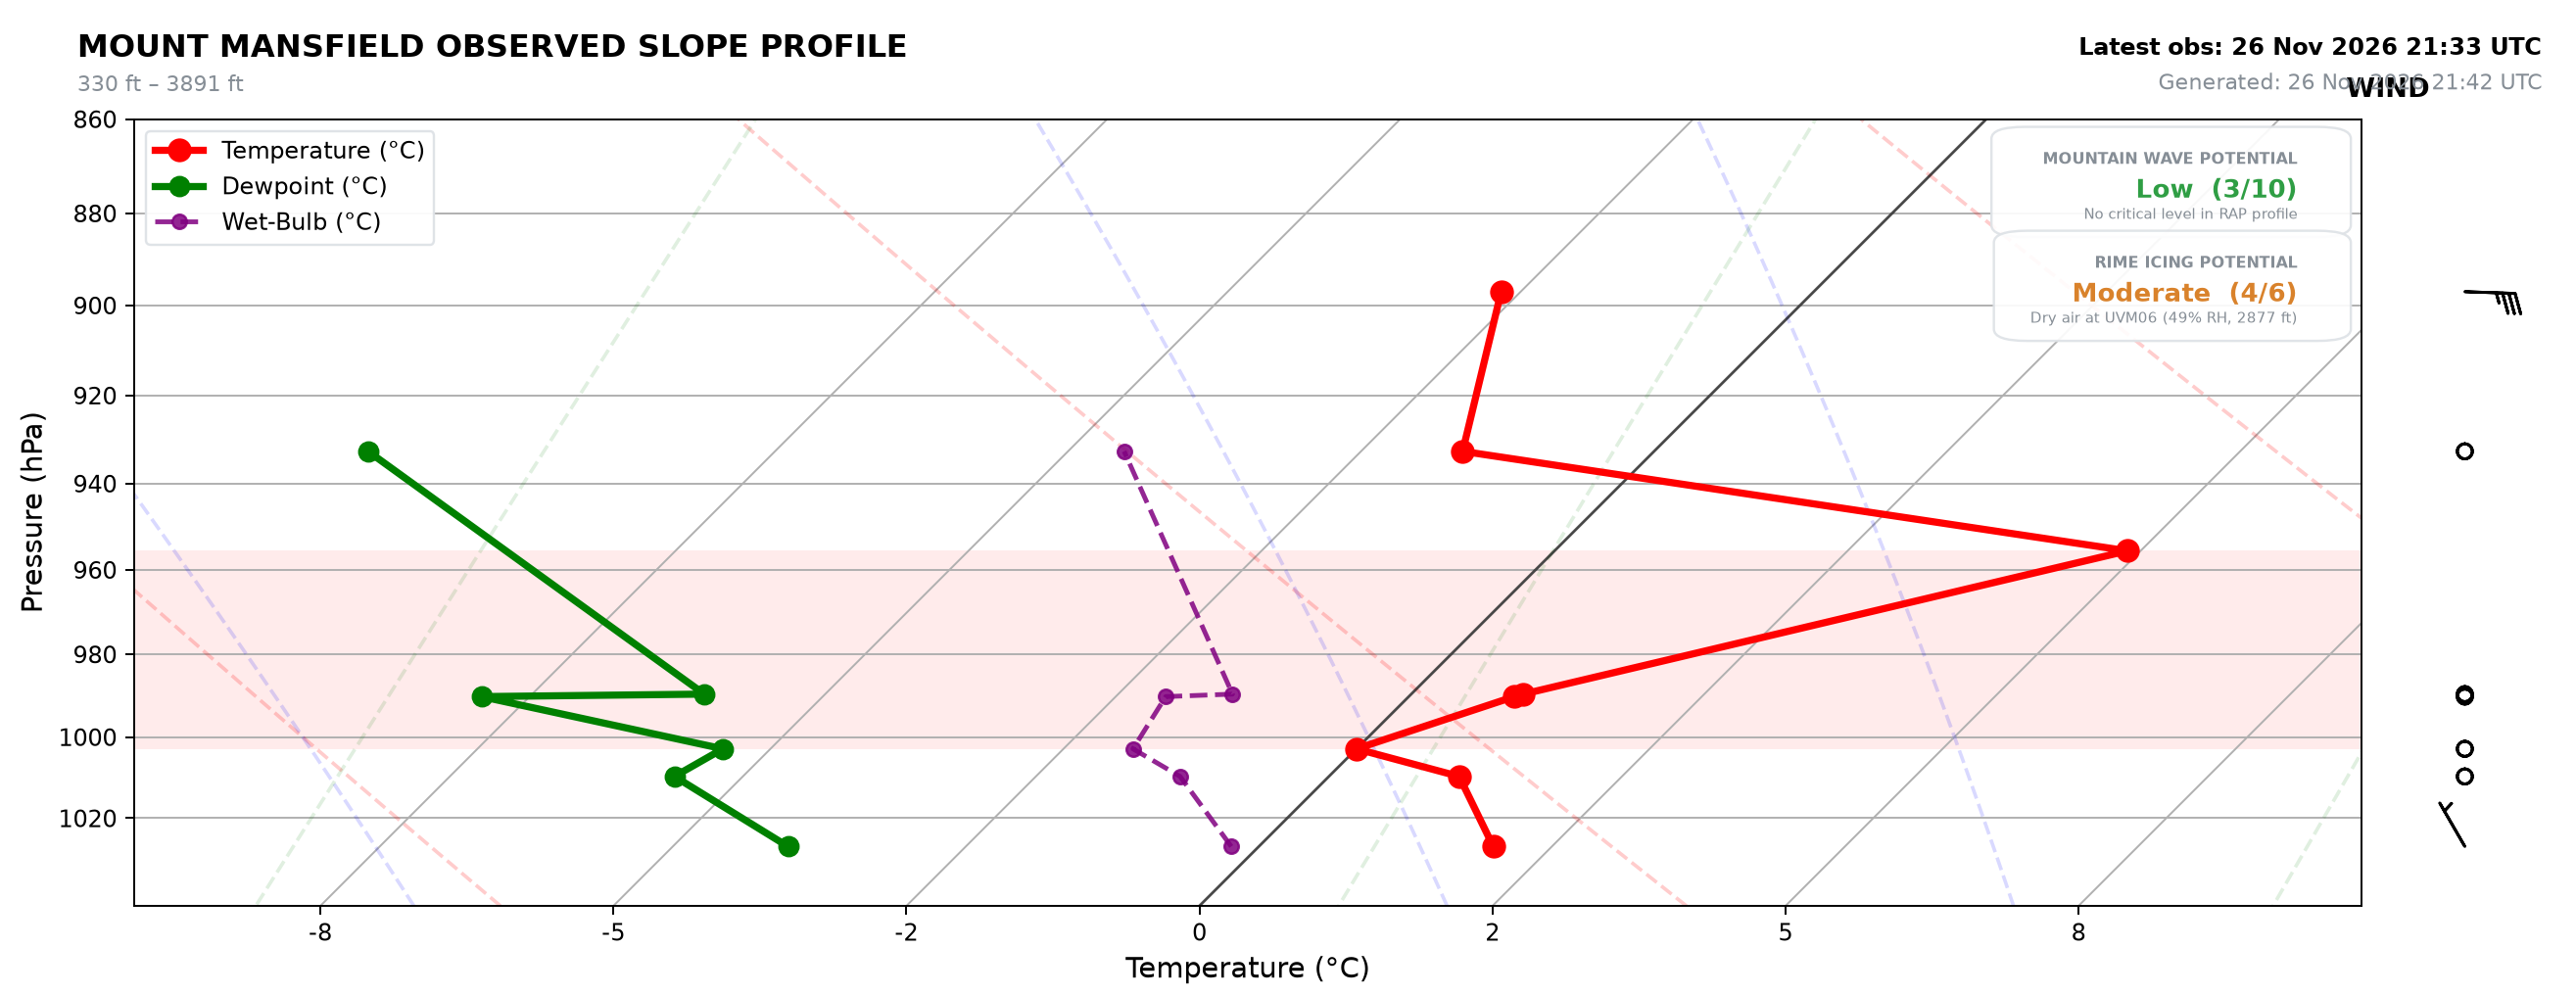 MOUNT MANSFIELD OBSERVED SLOPE PROFILE
Latest obs: 26 Nov 2026 21:33 UTC
330 ft – 3891 ft
Generated: 26 Nov 2026 21:42 UTC
WIND
Temperature (°C)
Dewpoint (°C)
Wet-Bulb (°C)
MOUNTAIN WAVE POTENTIAL
Low (3/10)
No critical level in RAP profile
RIME ICING POTENTIAL
Moderate (4/6)
Dry air at UVM06 (49% RH, 2877 ft)
Pressure (hPa)
860
880
900
920
940
960
980
1000
1020
-8 -5 -2 0 2 5 8
Temperature (°C)